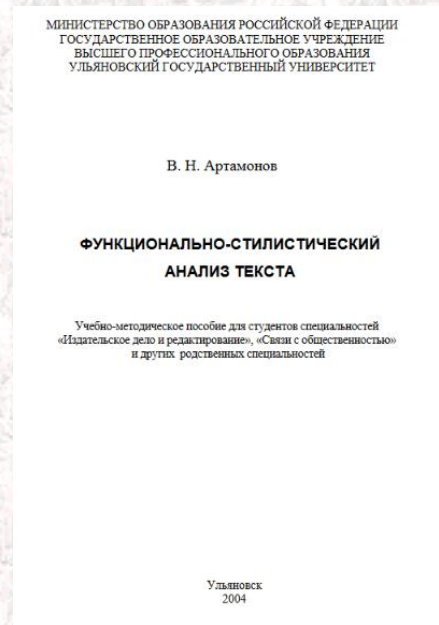 МИНИСТЕРСТВО ОБРАЗОВАНИЯ РОССИЙСКОЙ ФЕДЕРАЦИИ
ГОСУДАРСТВЕННОЕ ОБРАЗОВАТЕЛЬНОЕ УЧРЕЖДЕНИЕ
ВЫСШЕГО ПРОФЕССИОНАЛЬНОГО ОБРАЗОВАНИЯ
УЛЬЯНОВСКИЙ ГОСУДАРСТВЕННЫЙ УНИВЕРСИТЕТ
В. Н. Артамонов
ФУНКЦИОНАЛЬНО-СТИЛИСТИЧЕСКИЙ
АНАЛИЗ ТЕКСТА
Учебно-методическое пособие для студентов специальностей
«Издательское дело и редактирование», «Связи с общественностью»
и других родственных специальностей
Ульяновск
2004